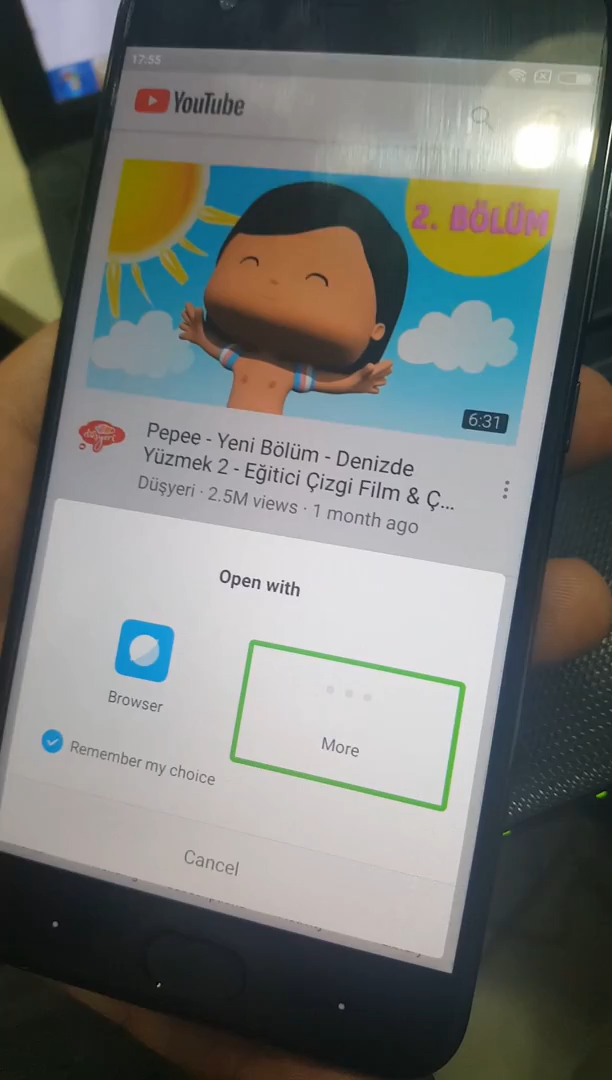 17:55
YouTube
2. BÖLÜM
6:31
düşyeri
Pepee - Yeni Bölüm - Denizde
Yüzmek 2 - Eğitici Çizgi Film & Ç...
Düşyeri · 2.5M views · 1 month ago
Open with
Browser
More
Remember my choice
Cancel